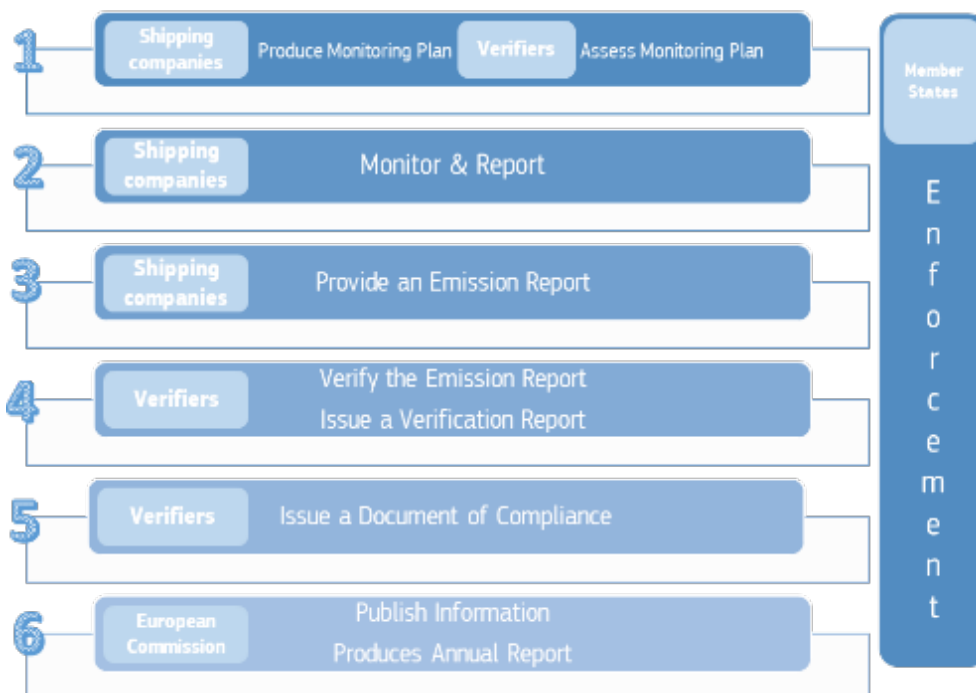 1
Shipping
companies
Produce Monitoring Plan
Verifiers
Assess Monitoring Plan
2
Shipping
companies
Monitor & Report
3
Shipping
companies
Provide an Emission Report
4
Verifiers
Verify the Emission Report
Issue a Verification Report
5
Verifiers
Issue a Document of Compliance
6
European
Commission
Publish Information
Produces Annual Report
Member
States
Enforcement